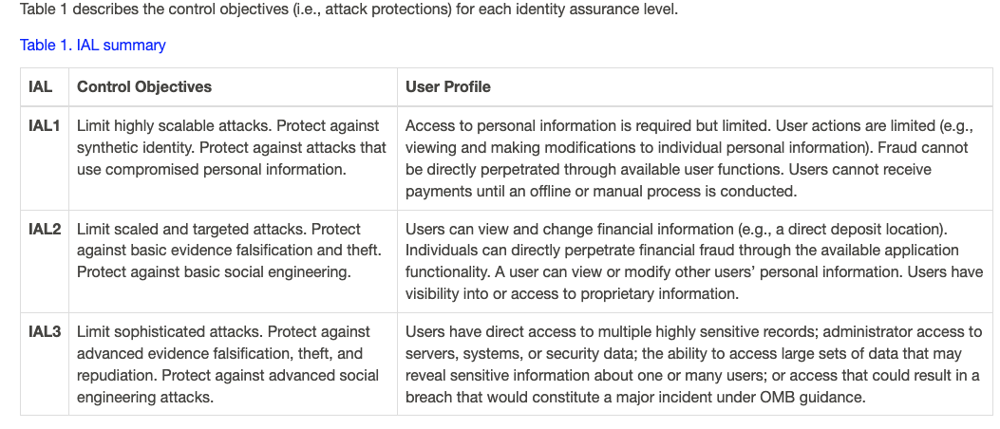 Table 1 describes the control objectives (i.e., attack protections) for each identity assurance level.
Table 1. IAL summary
IAL Control Objectives User Profile
IAL1 Limit highly scalable attacks. Protect against synthetic identity. Protect against attacks that use compromised personal information. Access to personal information is required but limited. User actions are limited (e.g., viewing and making modifications to individual personal information). Fraud cannot be directly perpetrated through available user functions. Users cannot receive payments until an offline or manual process is conducted.
IAL2 Limit scaled and targeted attacks. Protect against basic evidence falsification and theft. Protect against basic social engineering. Users can view and change financial information (e.g., a direct deposit location). Individuals can directly perpetrate financial fraud through the available application functionality. A user can view or modify other users’ personal information. Users have visibility into or access to proprietary information.
IAL3 Limit sophisticated attacks. Protect against advanced evidence falsification, theft, and repudiation. Protect against advanced social engineering attacks. Users have direct access to multiple highly sensitive records; administrator access to servers, systems, or security data; the ability to access large sets of data that may reveal sensitive information about one or many users; or access that could result in a breach that would constitute a major incident under OMB guidance.